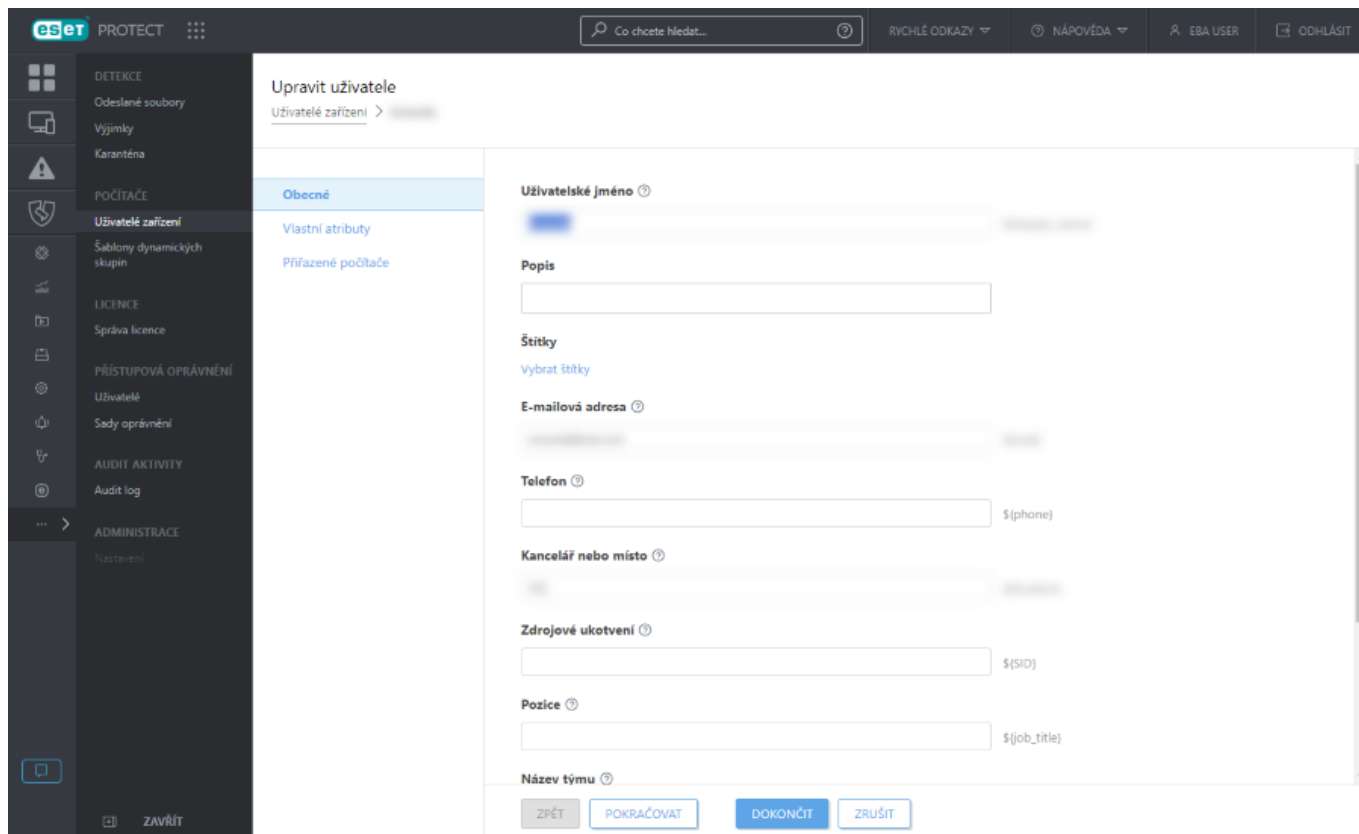 eset PROTECT
Co chcete hledat...
RYCHLÉ ODKAZY
NÁPOVĚDA
EBA USER
ODHLÁSIT
DETEKCE
Odeslané soubory
Výjimky
Karanténa
POČÍTAČE
Uživatelé zařízení
Šablony dynamických
skupin
LICENCE
Správa licence
PŘÍSTUPOVÁ OPRÁVNĚNÍ
Uživatelé
Sady oprávnění
AUDIT AKTIVITY
Audit log
ADMINISTRACE
Nastavení
ZAVŘÍT
Upravit uživatele
Uživatelé zařízení >
Obecné
Vlastní atributy
Přiřazené počítače
Uživatelské jméno
Popis
Štítky
Vybrat štítky
E-mailová adresa
Telefon
${phone}
Kancelář nebo místo
Zdrojové ukotvení
${SID}
Pozice
${job_title}
Název týmu
ZPĚT
POKRAČOVAT
DOKONČIT
ZRUŠIT